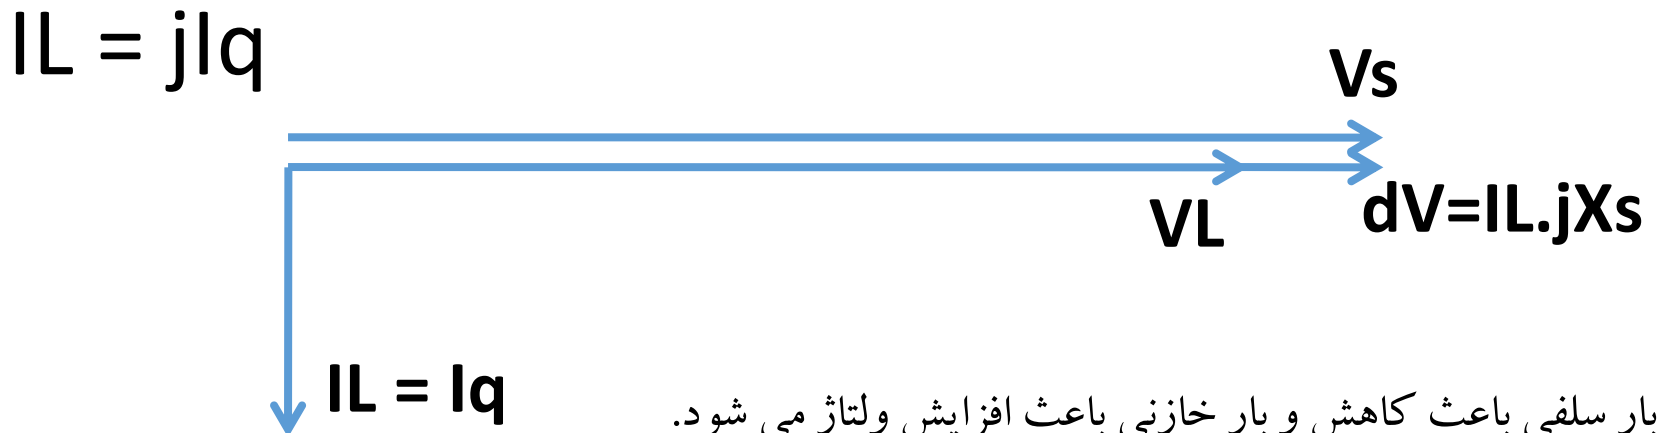 IL = jIq
Vs
VL
dV=IL.jXs
IL = Iq
بار سلفی باعث کاهش و بار خازنی باعث افزایش ولتاژ می شود.